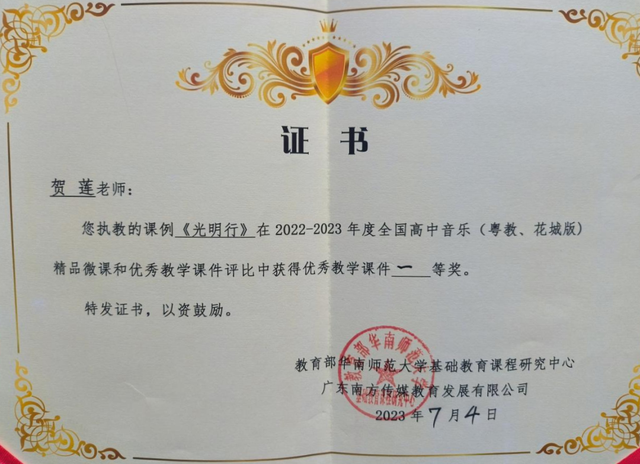 证书
贺莲老师：
您执教的课例《光明行》在2022-2023年度全国高中音乐（粤教、花城版）
精品微课和优秀教学课件评比中获得优秀教学课件一等奖。
特发证书，以资鼓励。
教育部华南师范大学基础教育课程研究中心
广东南方传媒教育发展有限公司
2023年7月4日